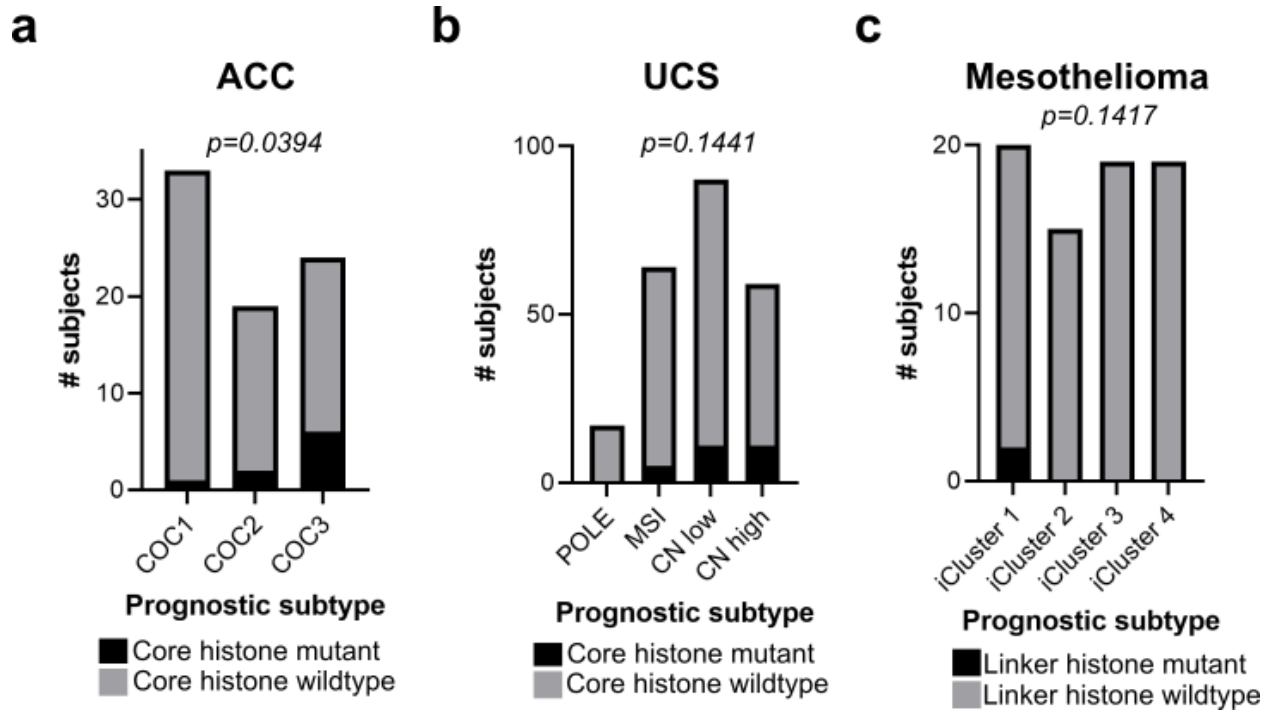 a
ACC
p=0.0394
# subjects
30
20
10
0
COC1
COC2
COC3
Prognostic subtype
Core histone mutant
Core histone wildtype
b
UCS
p=0.1441
# subjects
100
50
0
POLE
MSI
CN low
CN high
Prognostic subtype
Core histone mutant
Core histone wildtype
c
Mesothelioma
p=0.1417
# subjects
20
10
0
iCluster 1
iCluster 2
iCluster 3
iCluster 4
Prognostic subtype
Linker histone mutant
Linker histone wildtype